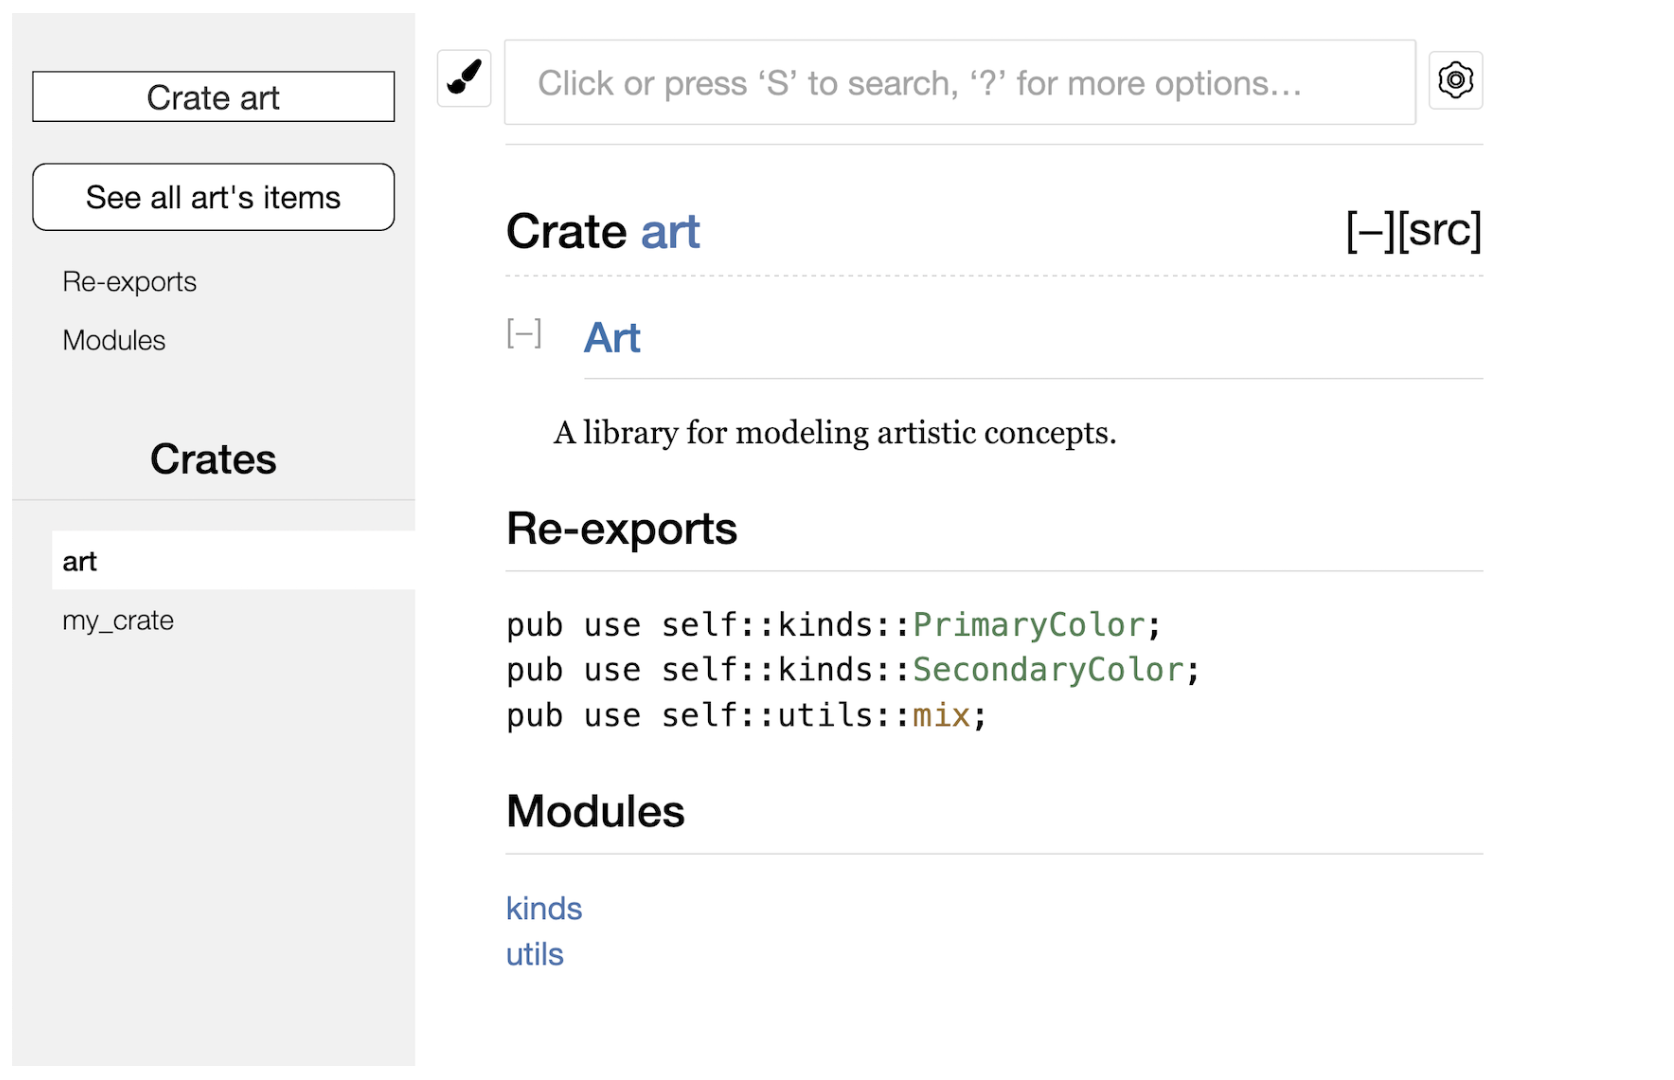 Crate art
See all art's items
Re-exports
Modules
Crates
art
my_crate
Click or press ‘S’ to search, ‘?’ for more options…
Crate art [−][src]
[−] Art
A library for modeling artistic concepts.
Re-exports
pub use self::kinds::PrimaryColor;
pub use self::kinds::SecondaryColor;
pub use self::utils::mix;
Modules
kinds
utils